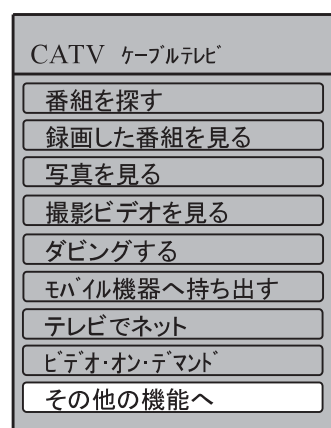 CATV ｹｰﾌﾞﾙﾃﾚﾋﾞ
番組を探す
録画した番組を見る
写真を見る
撮影ビデオを見る
ダビングする
ﾓﾊﾞｲﾙ機器へ持ち出す
テレビでネット
ﾋﾞﾃﾞｵ･ｵﾝ･ﾃﾞﾏﾝﾄﾞ
その他の機能へ